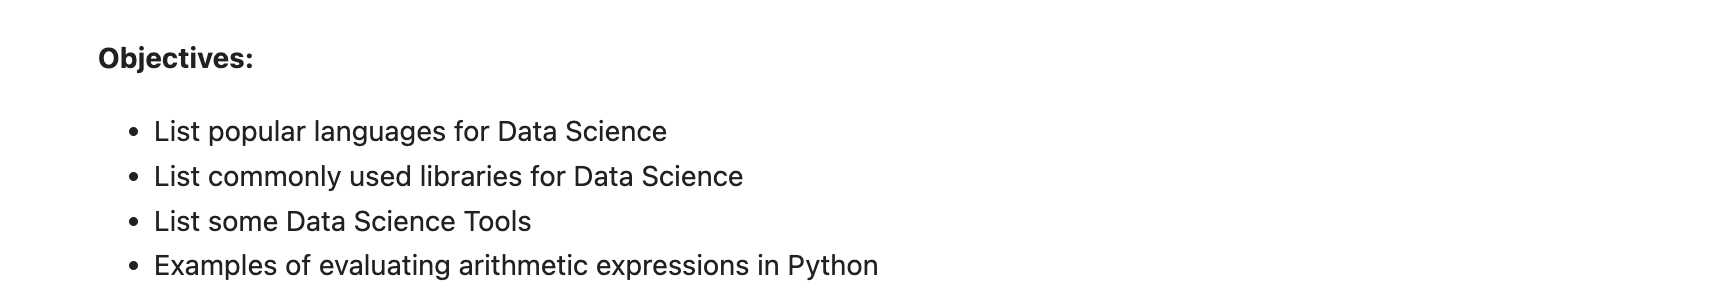 Objectives:
• List popular languages for Data Science
• List commonly used libraries for Data Science
• List some Data Science Tools
• Examples of evaluating arithmetic expressions in Python